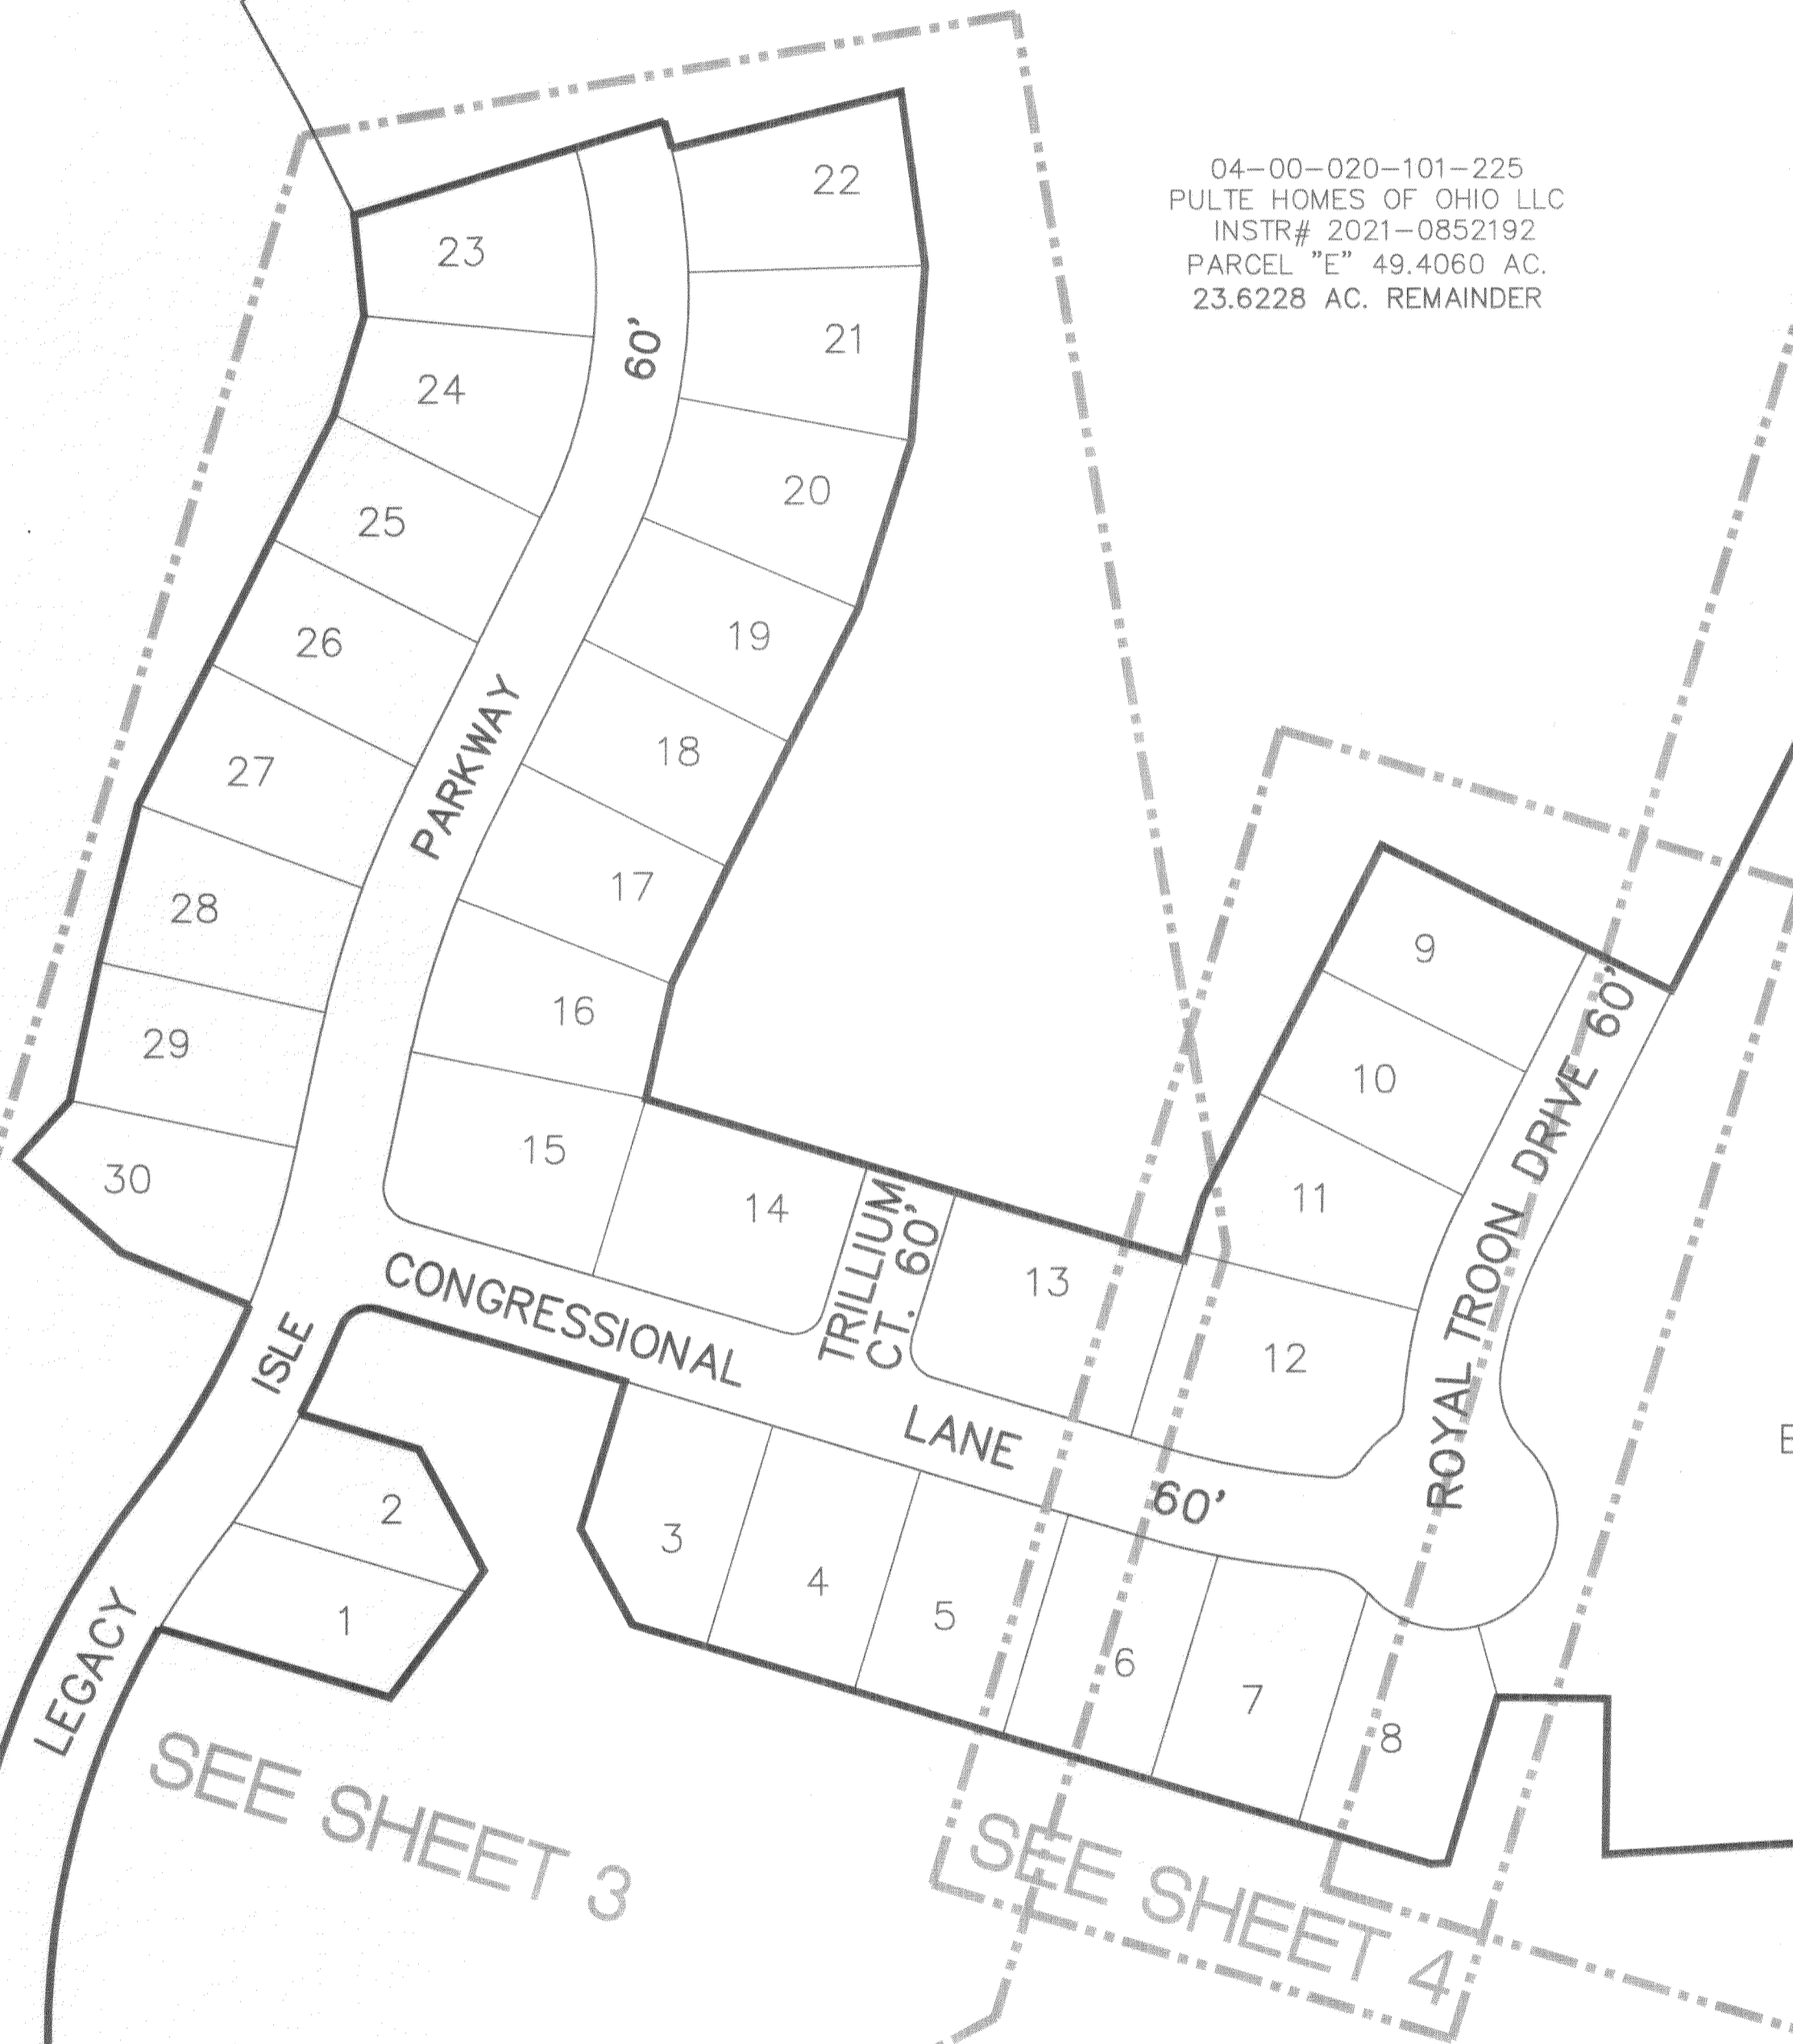 04-00-020-101-225
PULTE HOMES OF OHIO LLC
INSTR# 2021-0852192
PARCEL "E" 49.4060 AC.
23.6228 AC. REMAINDER
22
23
60'
21
24
20
25
19
26
18
PARKWAY
27
17
28
16
29
15
30
14
TRILLIUM
CT. 60'
13
9
10
11
12
ROYAL TROON DRIVE 60'
CONGRESSIONAL
LANE
60'
ISLE
LEGACY
2
1
3
4
5
6
7
8
E
SEE SHEET 3
SEE SHEET 4